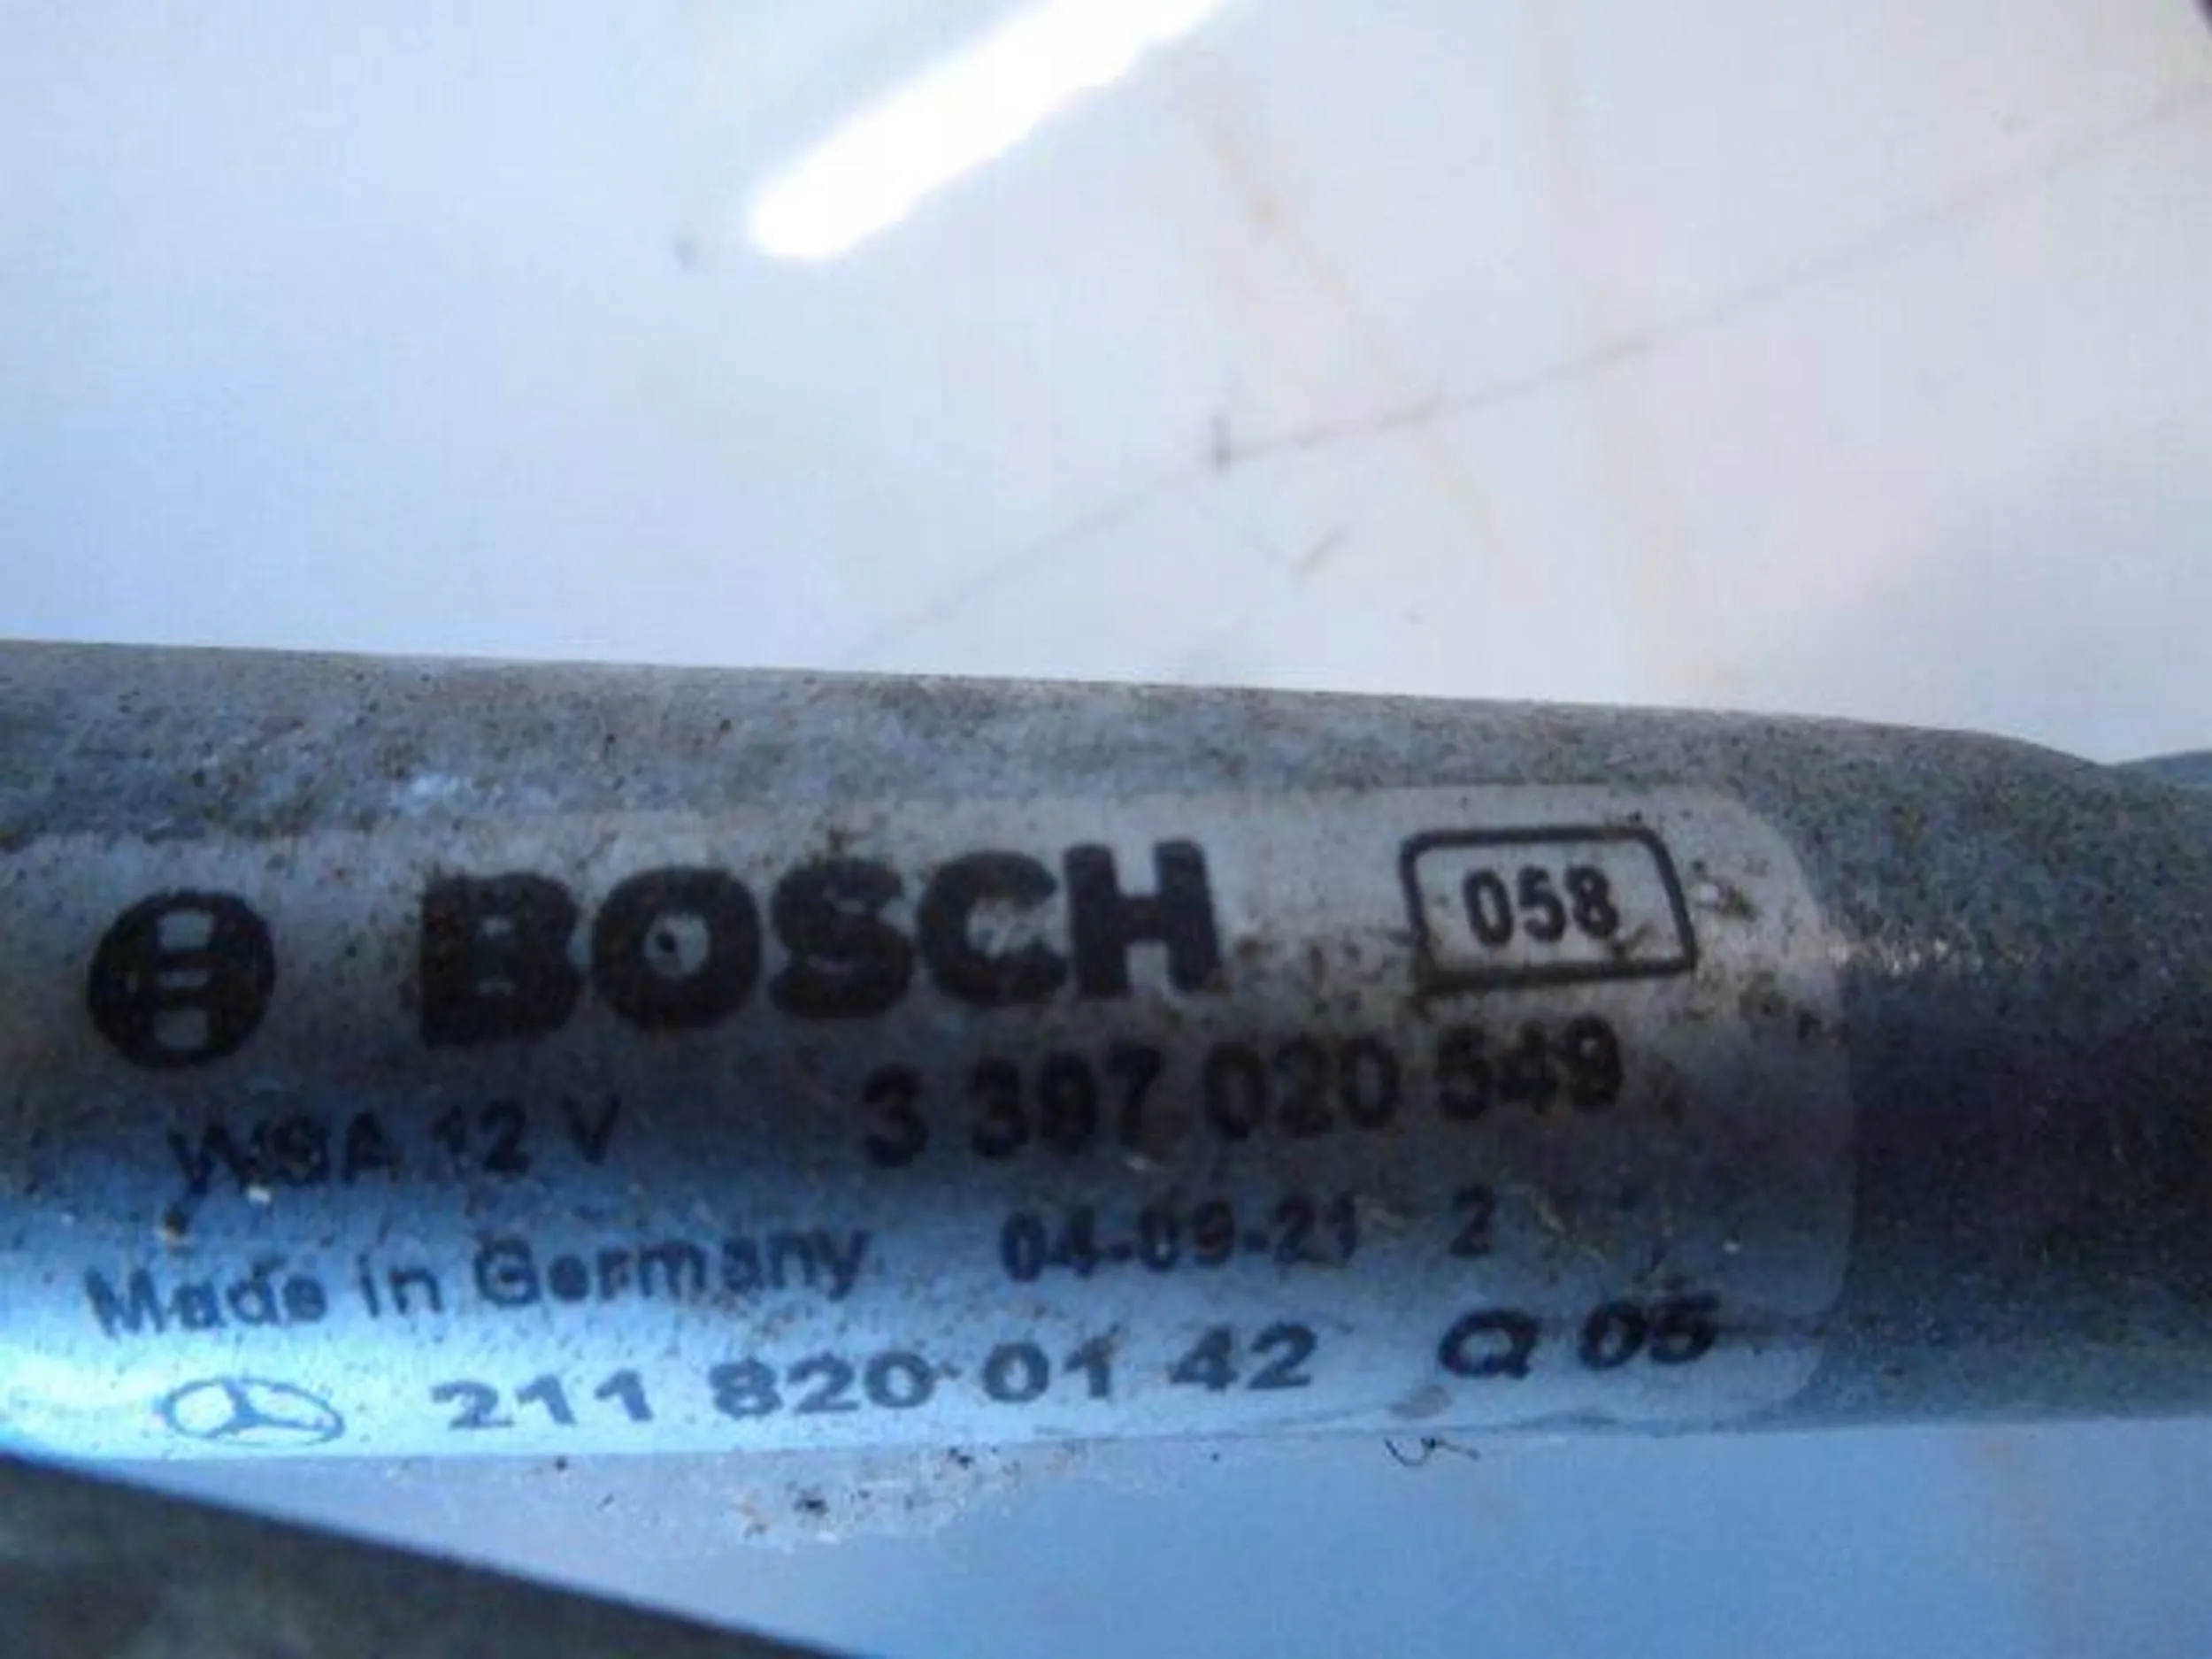 BOSCH 058
WSA 12 V 3 397 020 549
Made in Germany 04-09-21 2
211 820 01 42 Q 05